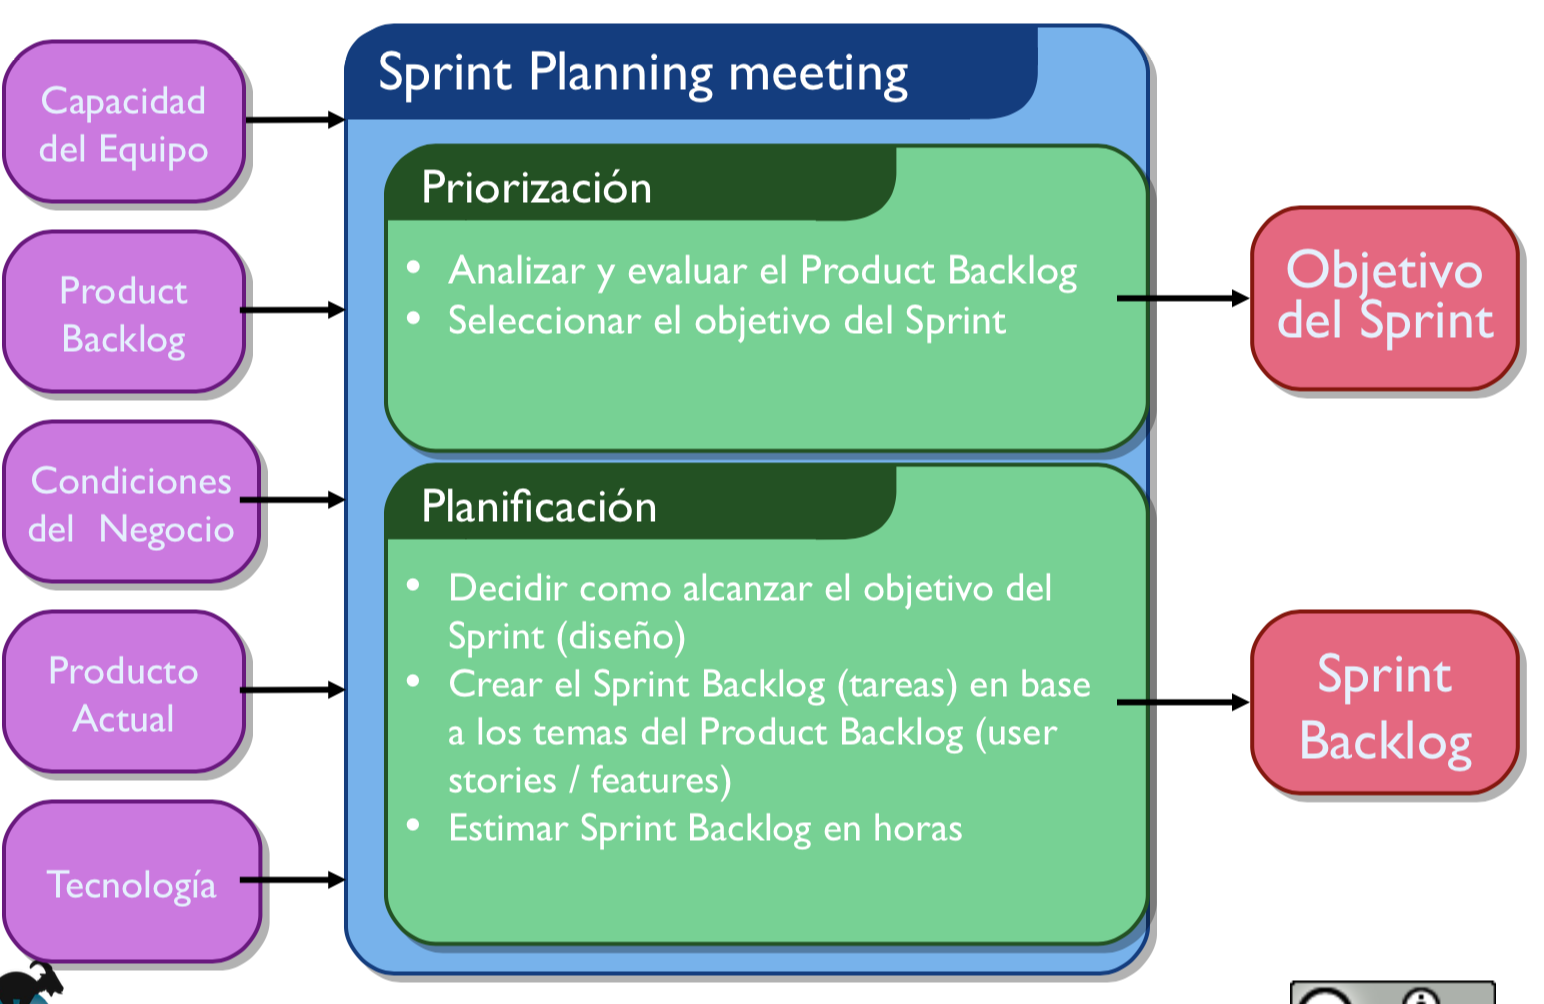 Capacidad
del Equipo
Product
Backlog
Condiciones
del Negocio
Producto
Actual
Tecnología
Sprint Planning meeting
Priorización
• Analizar y evaluar el Product Backlog
• Seleccionar el objetivo del Sprint
Planificación
• Decidir como alcanzar el objetivo del
Sprint (diseño)
• Crear el Sprint Backlog (tareas) en base
a los temas del Product Backlog (user
stories / features)
• Estimar Sprint Backlog en horas
Objetivo
del Sprint
Sprint
Backlog